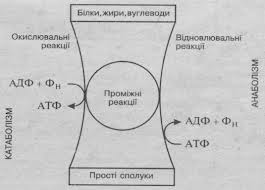 Білки, жири, вуглеводи
Окислювальні
реакції
Відновлювальні
реакції
АДФ + Фн
АТФ
Проміжні
реакції
АДФ + Фн
АТФ
КАТАБОЛІЗМ
АНАБОЛІЗМ
Прості сполуки